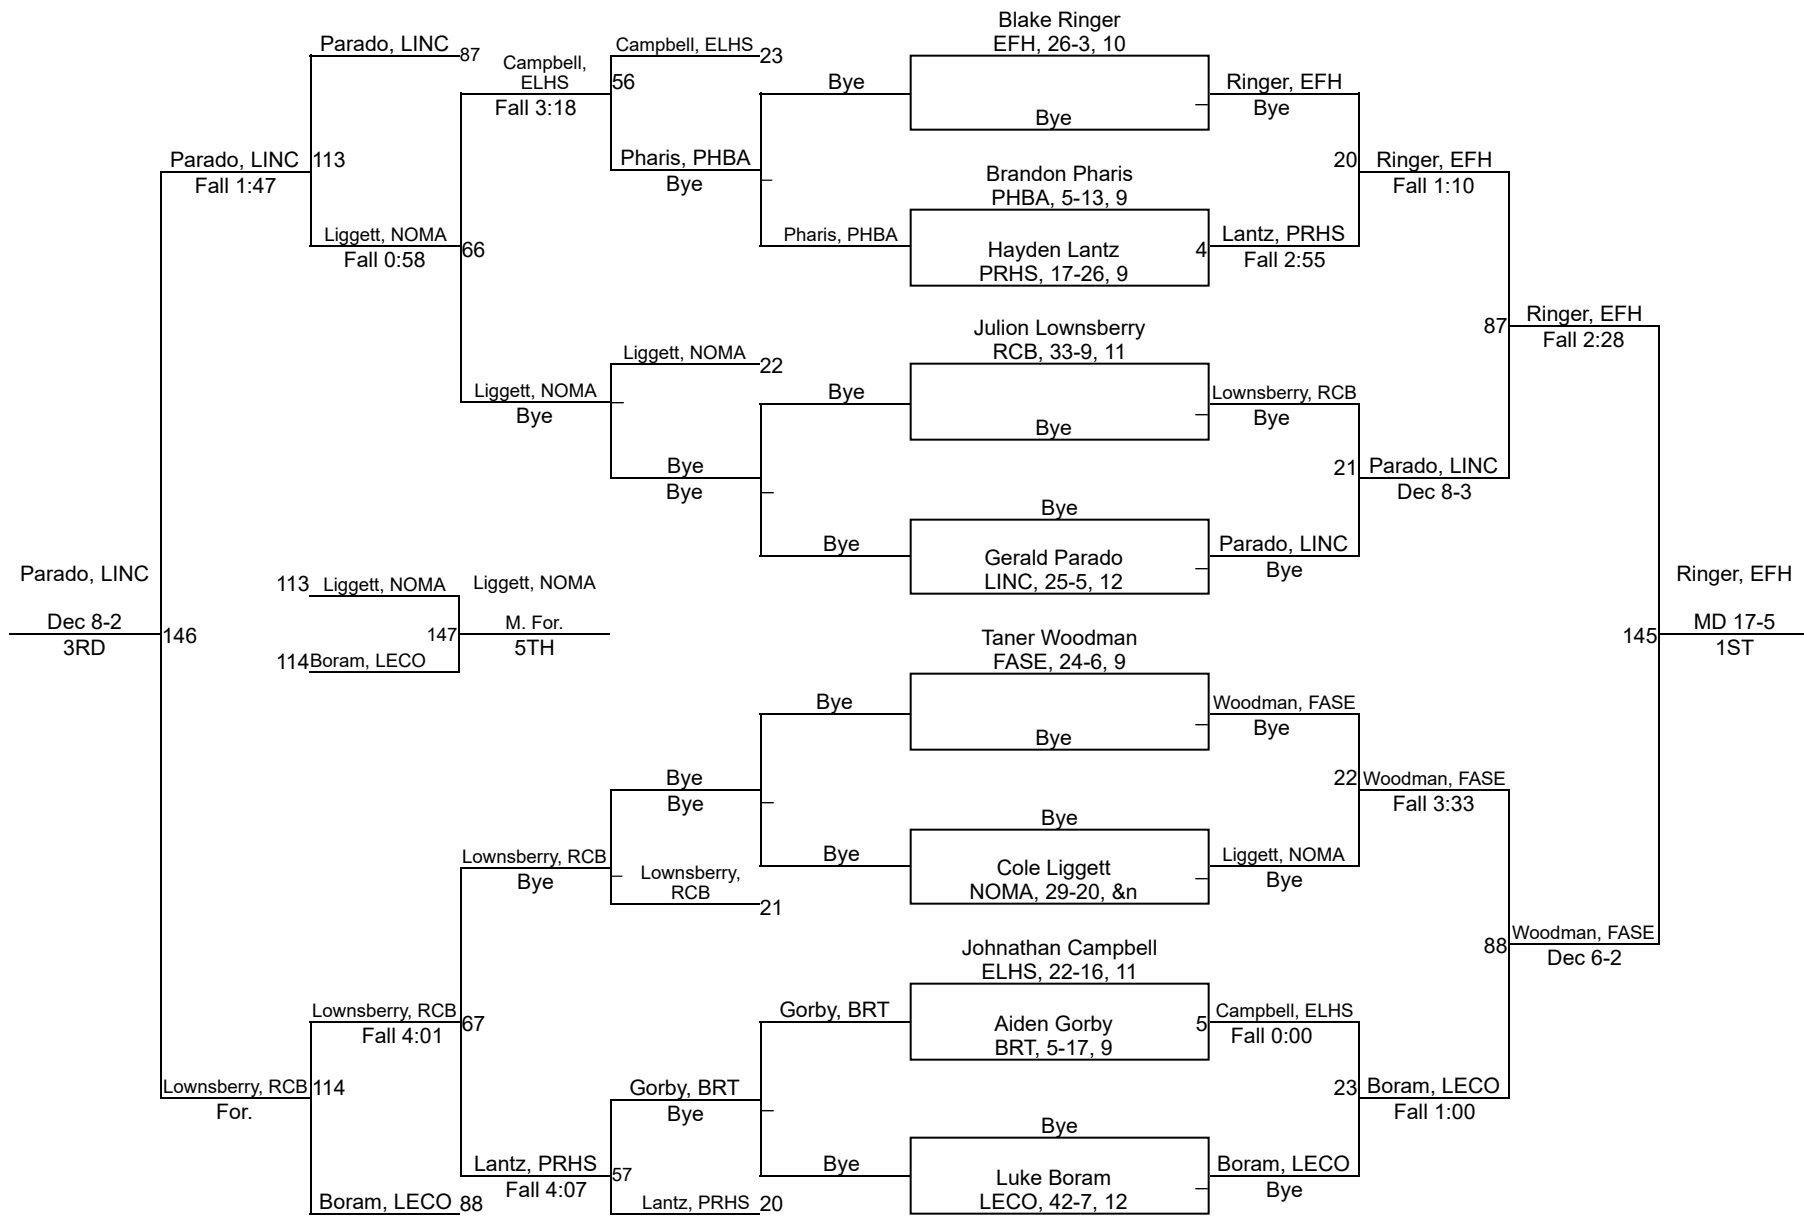 Blake Ringer
EFH, 26-3, 10
Parado, LINC
87
Campbell, ELHS
23
Campbell,
ELHS
56
Fall 3:18
Bye
Ringer, EFH
Bye
Bye
Parado, LINC
113
Fall 1:47
Pharis, PHBA
Bye
Brandon Pharis
PHBA, 5-13, 9
20
Ringer, EFH
Fall 1:10
Liggett, NOMA
66
Fall 0:58
Pharis, PHBA
Hayden Lantz
PRHS, 17-26, 9
4
Lantz, PRHS
Fall 2:55
Julion Lownsberry
RCB, 33-9, 11
87
Ringer, EFH
Fall 2:28
Liggett, NOMA
22
Liggett, NOMA
Bye
Bye
Bye
Lownsberry, RCB
Bye
Bye
Bye
21
Parado, LINC
Dec 8-3
Bye
Bye
Gerald Parado
LINC, 25-5, 12
Parado, LINC
Bye
Parado, LINC
Dec 8-2
3RD
146
113
Liggett, NOMA
Liggett, NOMA
147
M. For.
5TH
114
Boram, LECO
Ringer, EFH
145
MD 17-5
1ST
Taner Woodman
FASE, 24-6, 9
Bye
Bye
Woodman, FASE
Bye
Bye
Bye
22
Woodman, FASE
Fall 3:33
Bye
Lownsberry, RCB
Bye
Lownsberry,
RCB
21
Bye
Cole Liggett
NOMA, 29-20, &n
Liggett, NOMA
Bye
Johnathan Campbell
ELHS, 22-16, 11
88
Woodman, FASE
Dec 6-2
Lownsberry, RCB
67
Fall 4:01
Gorby, BRT
Aiden Gorby
BRT, 5-17, 9
5
Campbell, ELHS
Fall 0:00
Lownsberry, RCB
114
For.
Gorby, BRT
Bye
23
Boram, LECO
Fall 1:00
Bye
Lantz, PRHS
57
Fall 4:07
Bye
Luke Boram
LECO, 42-7, 12
Boram, LECO
Bye
Boram, LECO
88
Lantz, PRHS
20